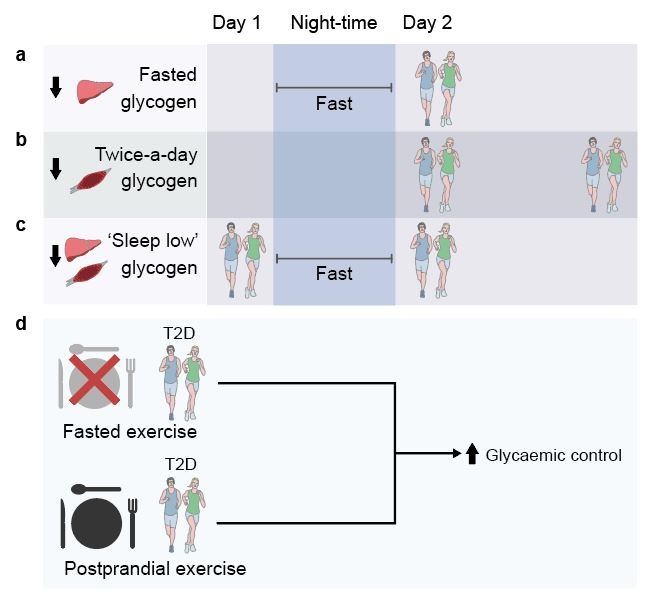 Day 1
Night-time
Day 2
a
Fasted
glycogen
Fast
b
Twice-a-day
glycogen
c
‘Sleep low’
glycogen
Fast
d
T2D
Fasted exercise
Glycaemic control
T2D
Postprandial exercise